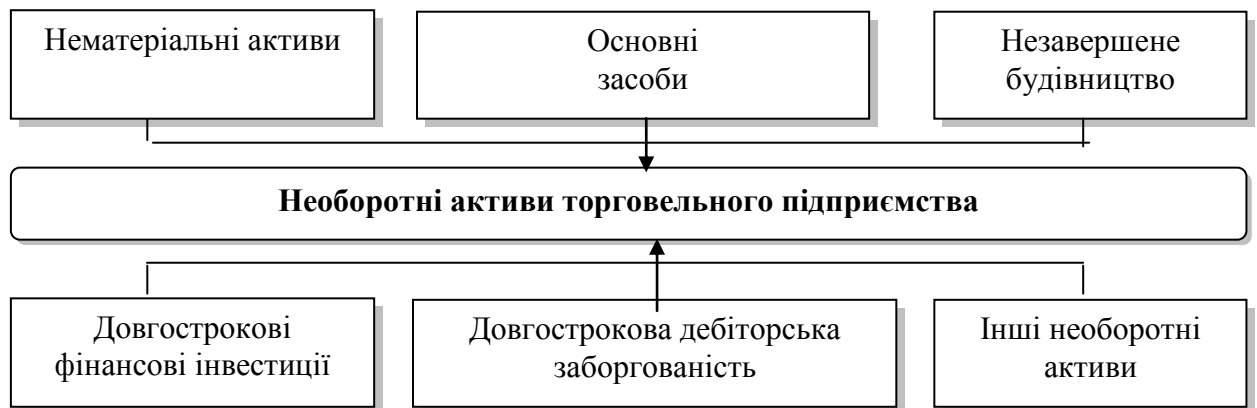 Нематеріальні активи
Основні
засоби
Незавершене
будівництво
Необоротні активи торговельного підприємства
Довгострокові
фінансові інвестиції
Довгострокова дебіторська
заборгованість
Інші необоротні
активи